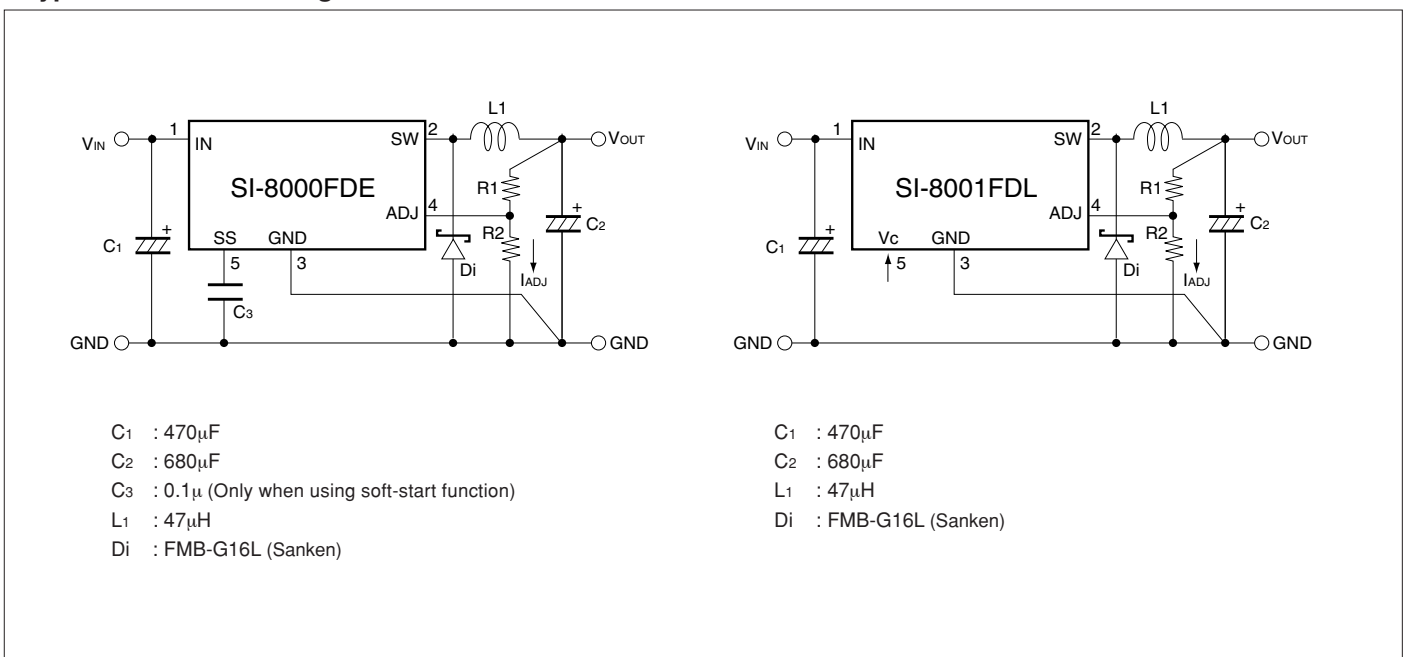 VIN
1
IN
SW
2
L1
VOUT
SI-8000FDE
R1
ADJ
4
C1
+
SS
GND
R2
+
C2
5
3
Di
IADJ
C3
GND
GND
C1 : 470μF
C2 : 680μF
C3 : 0.1μ (Only when using soft-start function)
L1 : 47μH
Di : FMB-G16L (Sanken)
VIN
1
IN
SW
2
L1
VOUT
SI-8001FDL
R1
ADJ
4
C1
+
Vc
GND
R2
+
C2
5
3
Di
IADJ
GND
GND
C1 : 470μF
C2 : 680μF
L1 : 47μH
Di : FMB-G16L (Sanken)